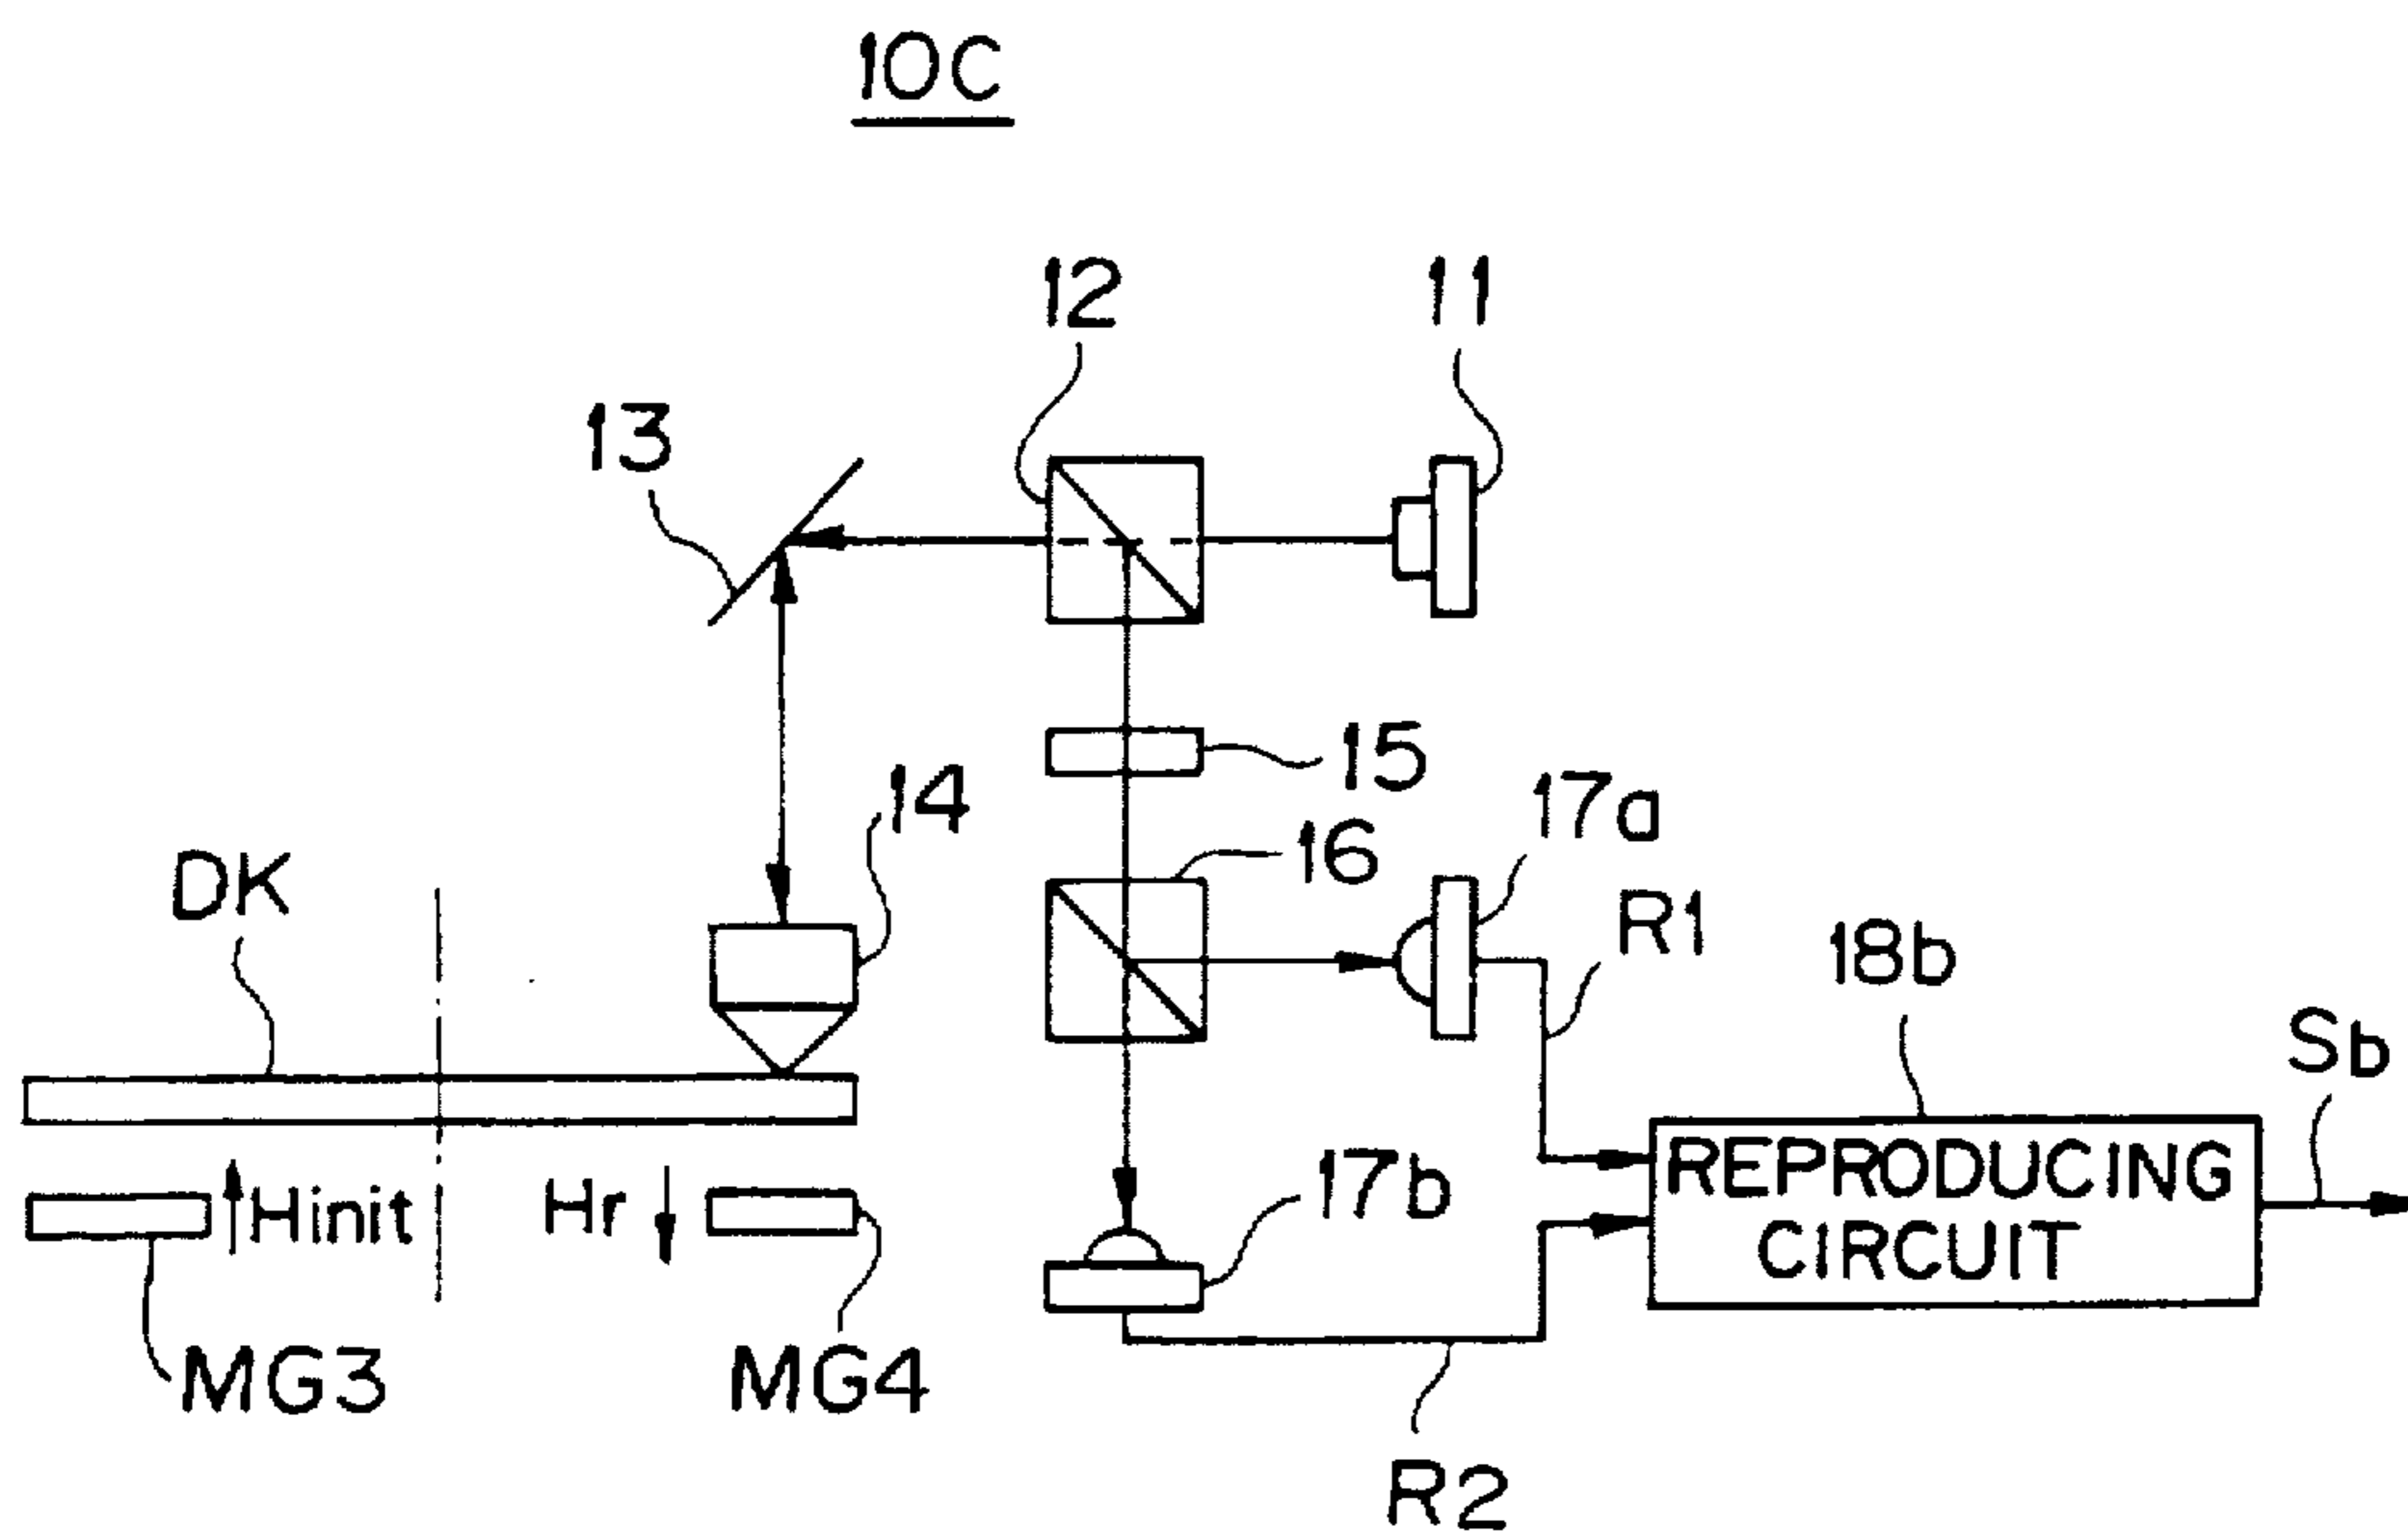 10C
12
11
13
15
14
17a
16
DK
R1
18b
Sb
REPRODUCING
CIRCUIT
17b
Hinit
Hr
MG3
MG4
R2